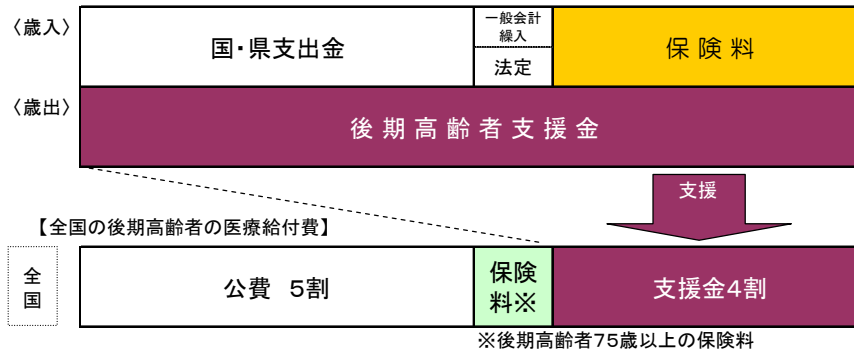 〈歳入〉
国・県支出金
一般会計
繰入
法定
保険料
〈歳出〉
後期高齢者支援金
支援
【全国の後期高齢者の医療給付費】
全
国
公費 5割
保険
料※
支援金4割
※後期高齢者75歳以上の保険料